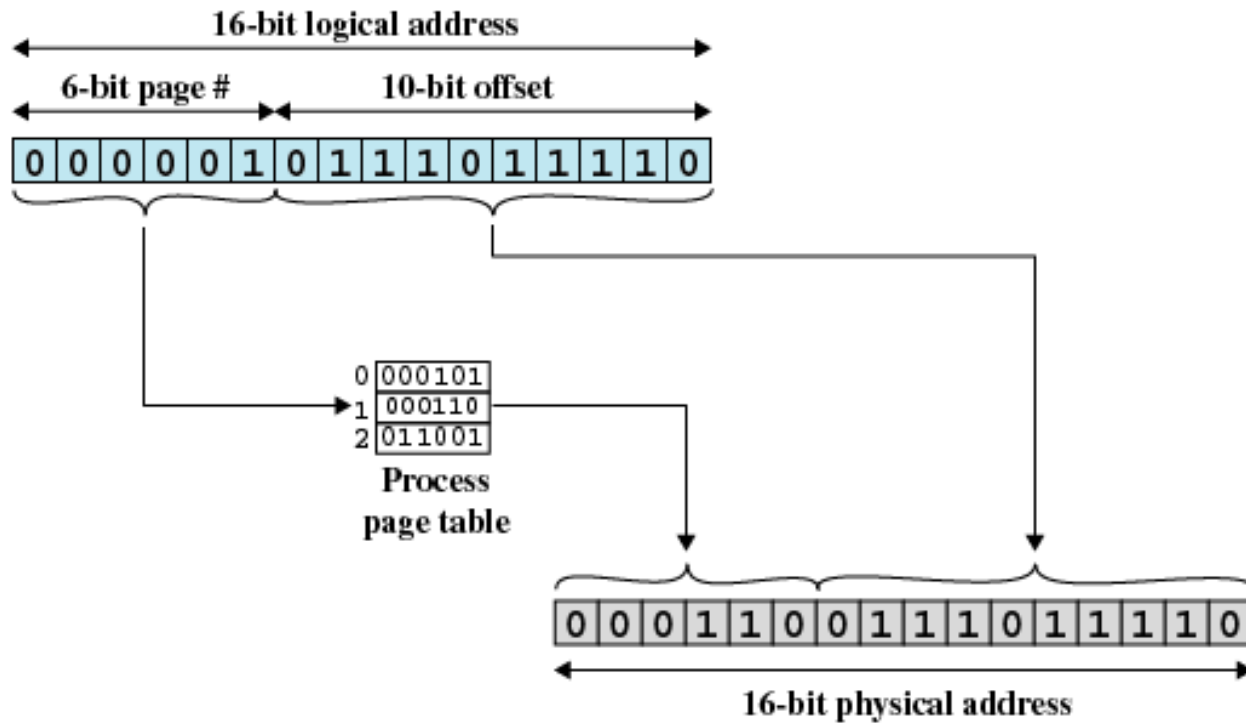 16-bit logical address
6-bit page # 10-bit offset
0 0 0 0 0 1 0 1 1 1 0 1 1 1 1 0
0 000101
1 000110
2 011001
Process
page table
0 0 0 1 1 0 0 1 1 1 0 1 1 1 1 0
16-bit physical address